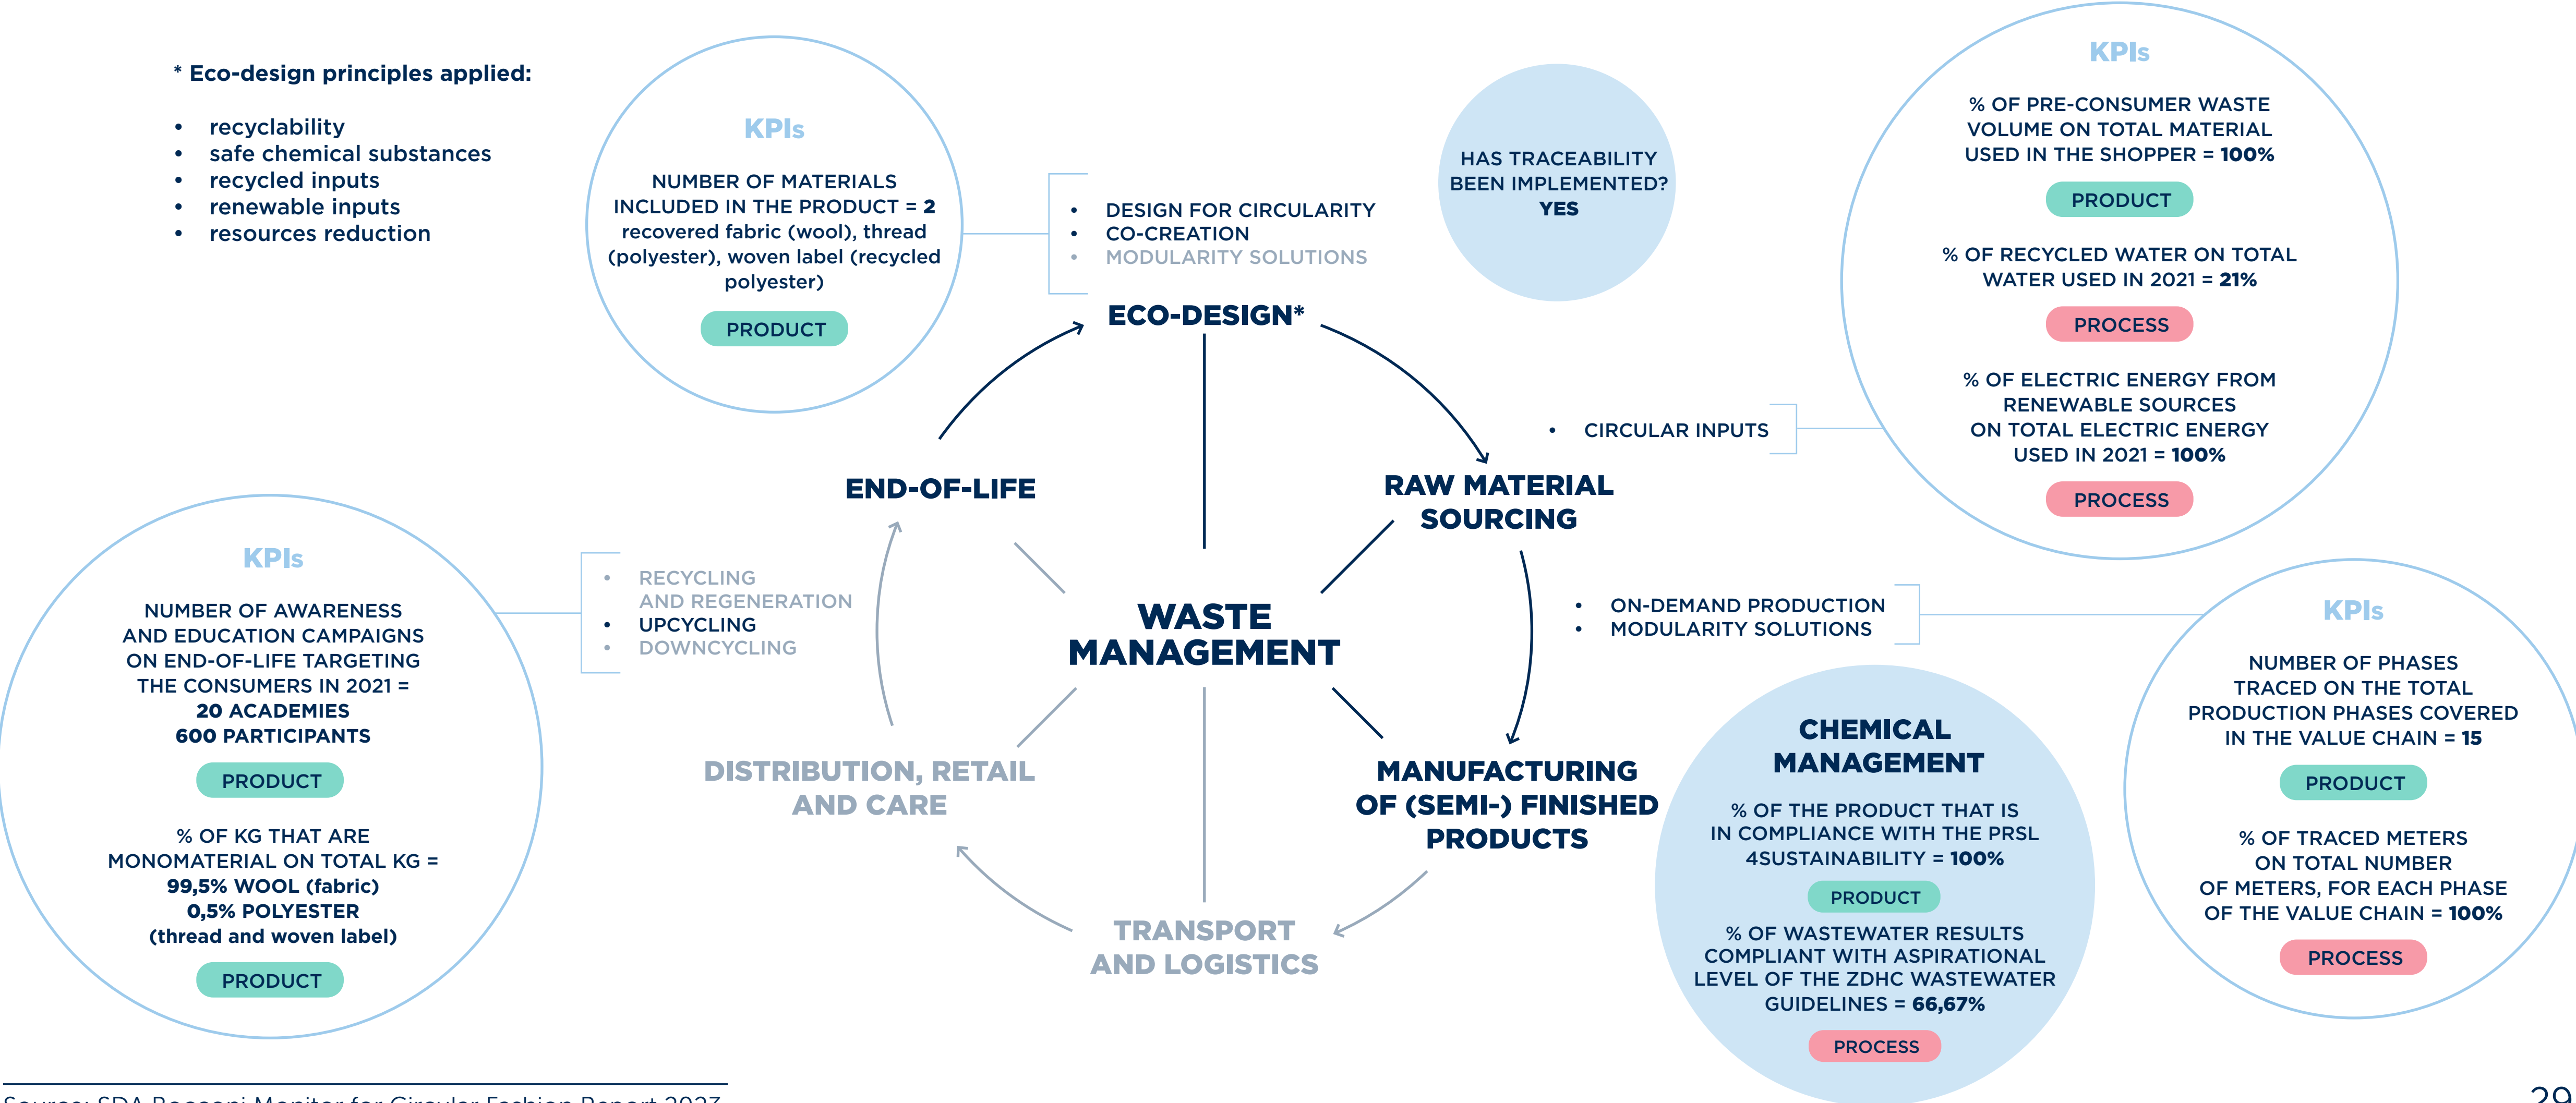 * Eco-design principles applied:
• recyclability
• safe chemical substances
• recycled inputs
• renewable inputs
• resources reduction
KPIs
NUMBER OF MATERIALS
INCLUDED IN THE PRODUCT = 2
recovered fabric (wool), thread
(polyester), woven label (recycled
polyester)
PRODUCT
• DESIGN FOR CIRCULARITY
• CO-CREATION
• MODULARITY SOLUTIONS
HAS TRACEABILITY
BEEN IMPLEMENTED?
YES
KPIs
% OF PRE-CONSUMER WASTE
VOLUME ON TOTAL MATERIAL
USED IN THE SHOPPER = 100%
PRODUCT
% OF RECYCLED WATER ON TOTAL
WATER USED IN 2021 = 21%
PROCESS
% OF ELECTRIC ENERGY FROM
RENEWABLE SOURCES
ON TOTAL ELECTRIC ENERGY
USED IN 2021 = 100%
PROCESS
ECO-DESIGN*
• CIRCULAR INPUTS
END-OF-LIFE
RAW MATERIAL
SOURCING
KPIs
NUMBER OF AWARENESS
AND EDUCATION CAMPAIGNS
ON END-OF-LIFE TARGETING
THE CONSUMERS IN 2021 =
20 ACADEMIES
600 PARTICIPANTS
PRODUCT
% OF KG THAT ARE
MONOMATERIAL ON TOTAL KG =
99,5% WOOL (fabric)
0,5% POLYESTER
(thread and woven label)
PRODUCT
• RECYCLING
AND REGENERATION
• UPCYCLING
• DOWNCYCLING
WASTE
MANAGEMENT
• ON-DEMAND PRODUCTION
• MODULARITY SOLUTIONS
KPIs
NUMBER OF PHASES
TRACED ON THE TOTAL
PRODUCTION PHASES COVERED
IN THE VALUE CHAIN = 15
PRODUCT
% OF TRACED METERS
ON TOTAL NUMBER
OF METERS, FOR EACH PHASE
OF THE VALUE CHAIN = 100%
PROCESS
DISTRIBUTION, RETAIL
AND CARE
MANUFACTURING
OF (SEMI-) FINISHED
PRODUCTS
CHEMICAL
MANAGEMENT
% OF THE PRODUCT THAT IS
IN COMPLIANCE WITH THE PRSL
4SUSTAINABILITY = 100%
PRODUCT
% OF WASTEWATER RESULTS
COMPLIANT WITH ASPIRATIONAL
LEVEL OF THE ZDHC WASTEWATER
GUIDELINES = 66,67%
PROCESS
TRANSPORT
AND LOGISTICS
Source: SDA Bocconi Monitor for Circular Fashion Report 2023
29